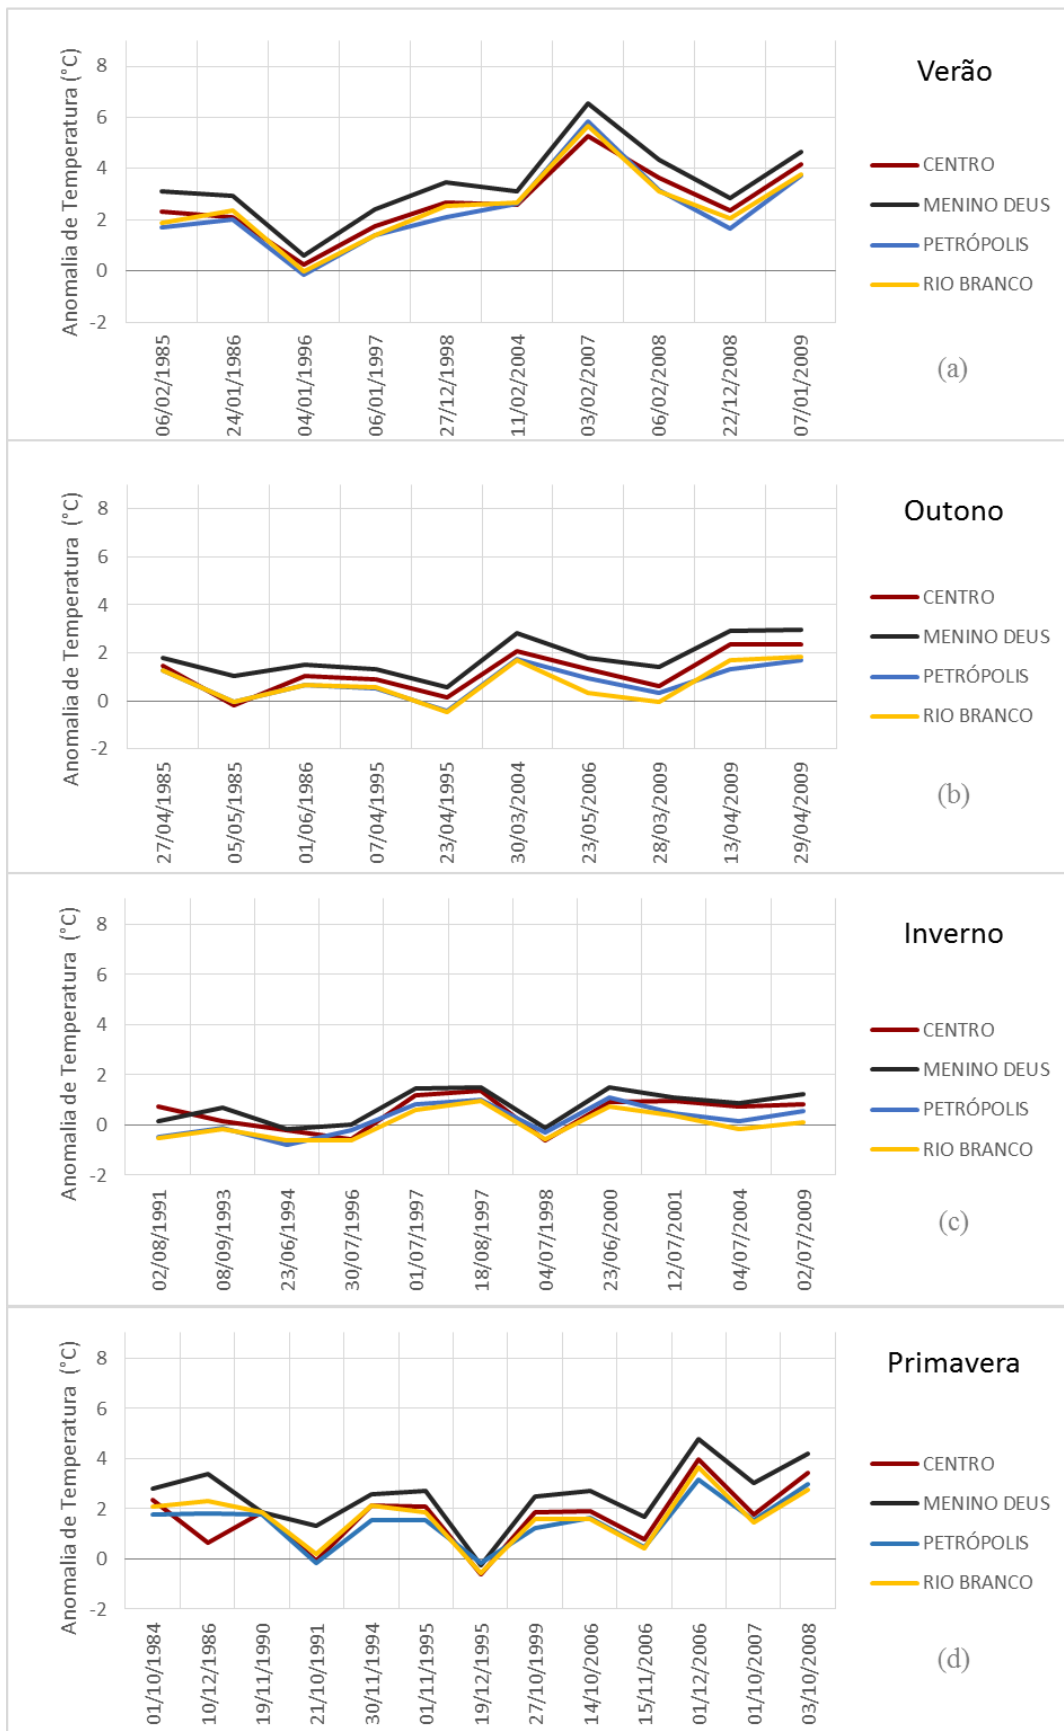 Verão
Anomalia de Temperatura (°C)
8
6
4
2
0
-2
CENTRO
MENINO DEUS
PETRÓPOLIS
RIO BRANCO
06/02/1985
24/01/1986
04/01/1996
06/01/1997
27/12/1998
11/02/2004
03/02/2007
06/02/2008
22/12/2008
07/01/2009
(a)
Outono
Anomalia de Temperatura (°C)
8
6
4
2
0
-2
CENTRO
MENINO DEUS
PETRÓPOLIS
RIO BRANCO
27/04/1985
05/05/1985
01/06/1986
07/04/1995
23/04/1995
30/03/2004
23/05/2006
28/03/2009
13/04/2009
29/04/2009
(b)
Inverno
Anomalia de Temperatura (°C)
8
6
4
2
0
-2
CENTRO
MENINO DEUS
PETRÓPOLIS
RIO BRANCO
02/08/1991
08/09/1993
23/06/1994
30/07/1996
01/07/1997
18/08/1997
04/07/1998
23/06/2000
12/07/2001
04/07/2004
02/07/2009
(c)
Primavera
Anomalia de Temperatura (°C)
8
6
4
2
0
-2
CENTRO
MENINO DEUS
PETRÓPOLIS
RIO BRANCO
01/10/1984
10/12/1986
19/11/1990
21/10/1991
30/11/1994
01/11/1995
19/12/1995
27/10/1999
14/10/2006
15/11/2006
01/12/2006
01/10/2007
03/10/2008
(d)